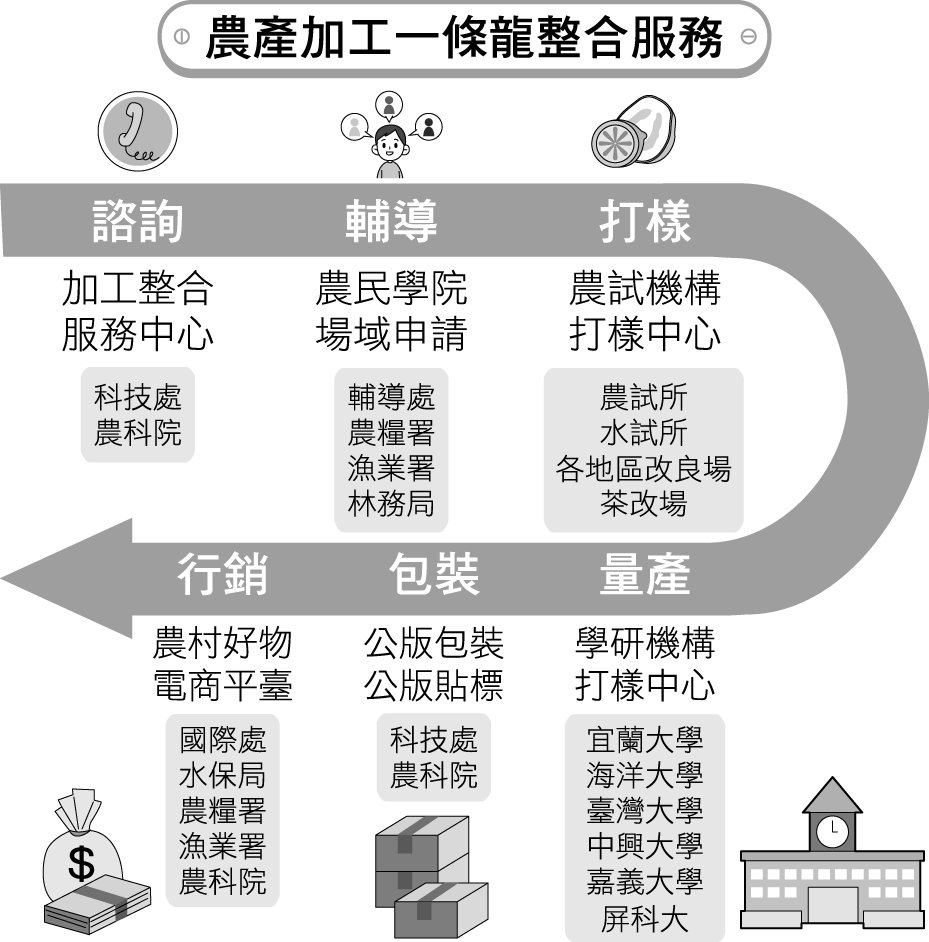 農產加工一條龍整合服務
諮詢
加工整合
服務中心
科技處
農科院
輔導
農民學院
場域申請
輔導處
農糧署
漁業署
林務局
打樣
農試機構
打樣中心
農試所
水試所
各地區改良場
茶改場
量產
學研機構
打樣中心
宜蘭大學
海洋大學
臺灣大學
中興大學
嘉義大學
屏科大
包裝
公版包裝
公版貼標
科技處
農科院
行銷
農村好物
電商平臺
國際處
水保局
農糧署
漁業署
農科院
$